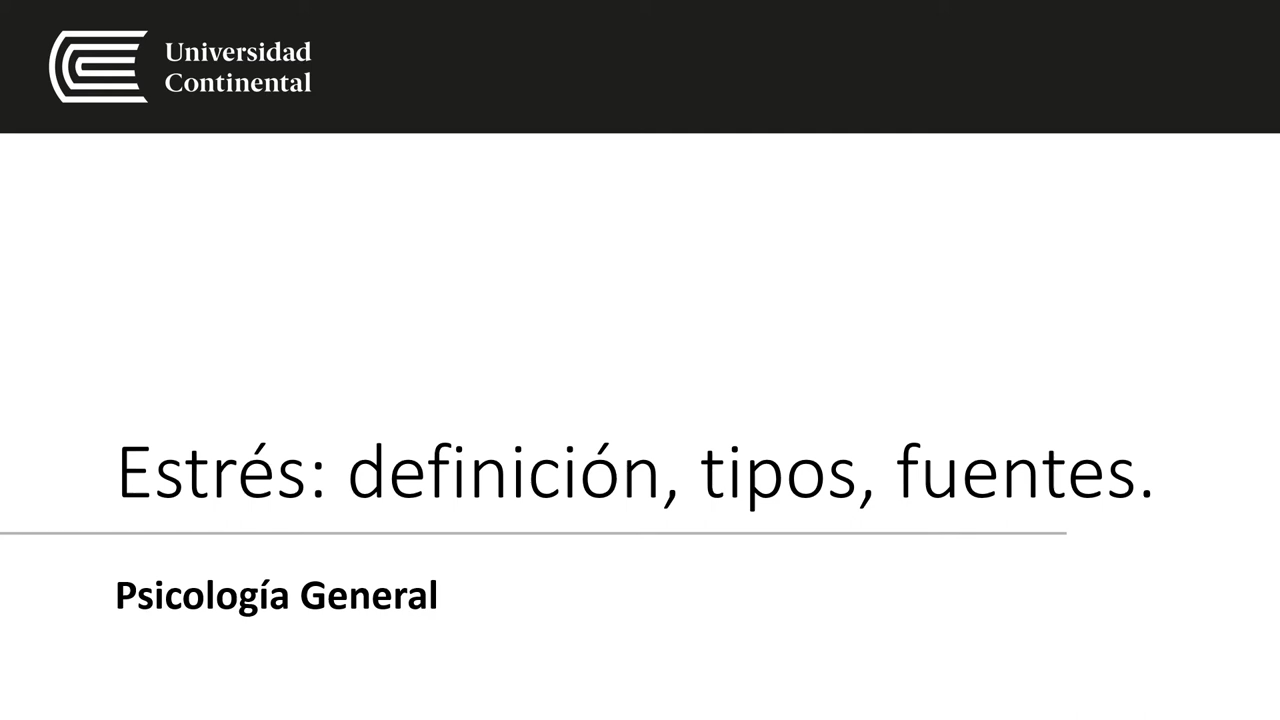 Universidad
Continental
Estrés: definición, tipos, fuentes.
Psicología General